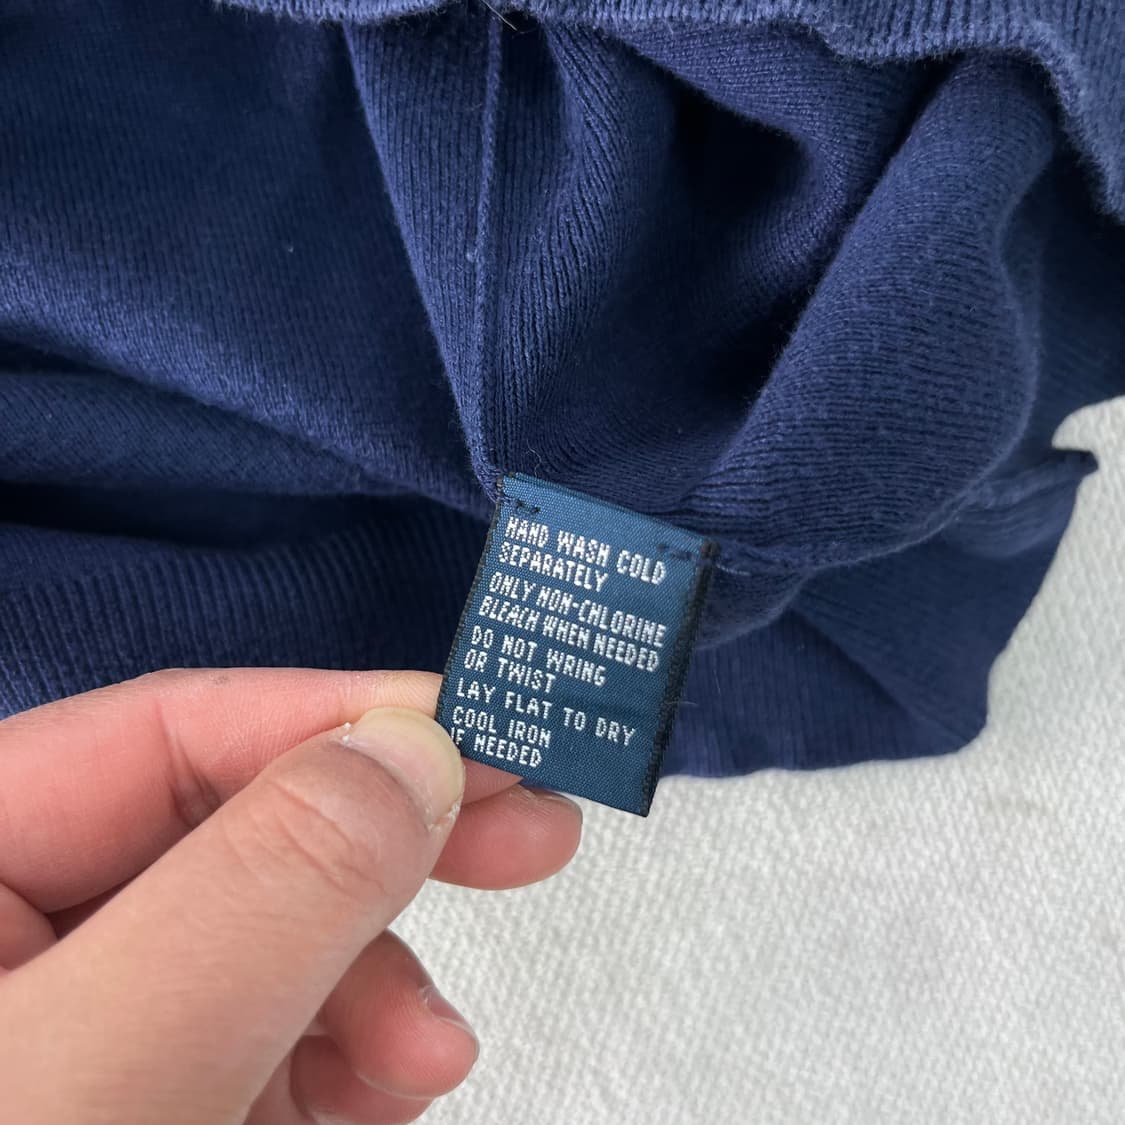 HAND WASH COLD
SEPARATELY
ONLY NON-CHLORINE
BLEACH WHEN NEEDED
DO NOT WRING
OR TWIST
LAY FLAT TO DRY
COOL IRON
IF NEEDED